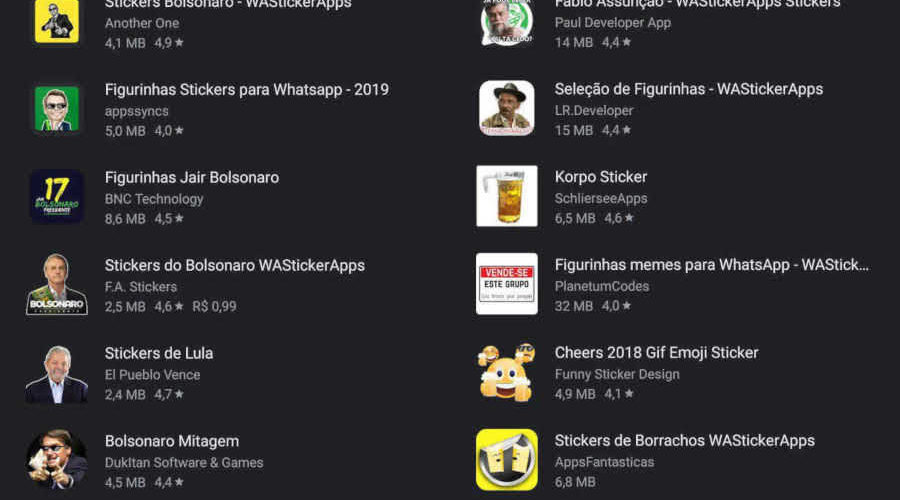 Stickers Bolsonaro - WAStickerApps
Another One
4,1 MB 4,9 ★
Figurinhas Stickers para Whatsapp - 2019
appssyncs
5,0 MB 4,0 ★
17
BOLSONARO
PRESIDENTE
Figurinhas Jair Bolsonaro
BNC Technology
8,6 MB 4,5 ★
BOLSONARO
Stickers do Bolsonaro WAStickerApps
F.A. Stickers
2,5 MB 4,6 ★ R$ 0,99
Stickers de Lula
El Pueblo Vence
2,4 MB 4,7 ★
Bolsonaro Mitagem
DukItan Software & Games
4,5 MB 4,4 ★
Fábio Assunção - WAStickerApps Stickers
Paul Developer App
14 MB 4,4 ★
Seleção de Figurinhas - WAStickerApps
LR.Developer
15 MB 4,4 ★
Korpo Sticker
SchlierseeApps
6,5 MB 4,6 ★
VENDE-SE
ESTE GRUPO
Figurinhas memes para WhatsApp - WAStick...
PlanetumCodes
32 MB 4,0 ★
Cheers 2018 Gif Emoji Sticker
Funny Sticker Design
4,9 MB 4,1 ★
Stickers de Borrachos WAStickerApps
AppsFantasticas
6,8 MB